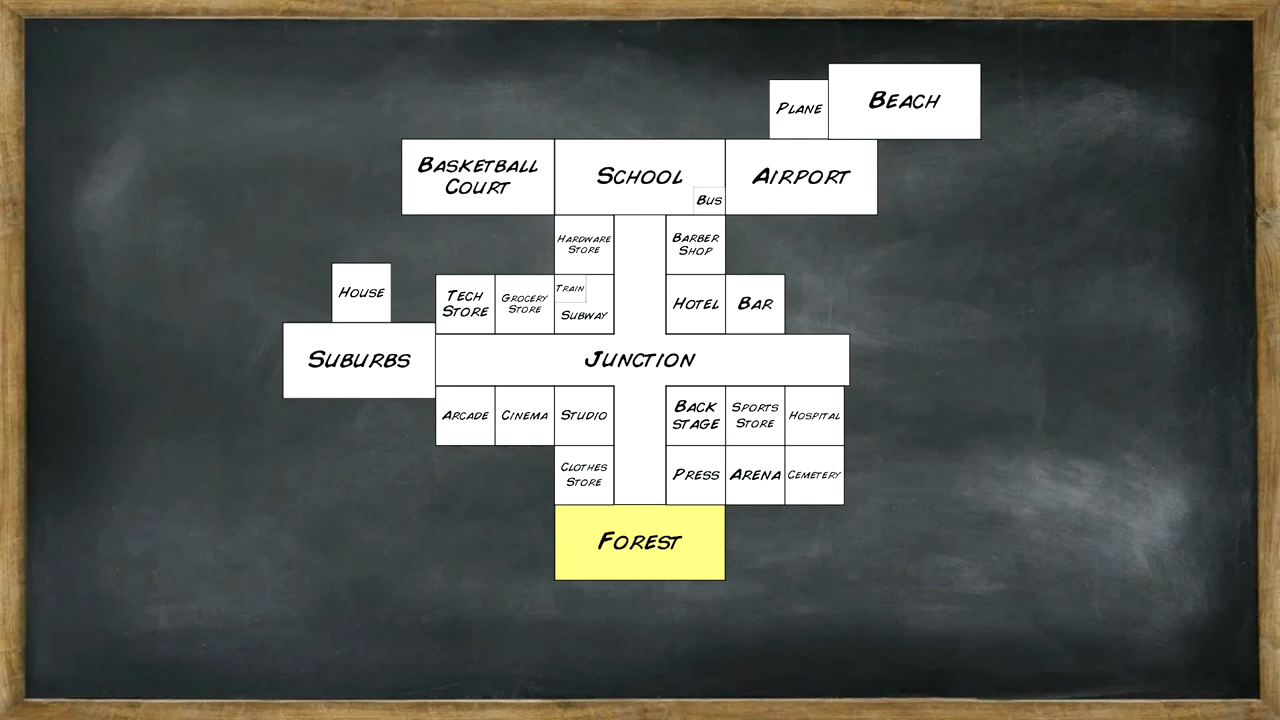 BEACH
PLANE
BASKETBALL
COURT
SCHOOL
AIRPORT
BUS
HARDWARE
STORE
BARBER
SHOP
HOUSE
TECH
STORE
GROCERY
STORE
TRAIN
SUBWAY
HOTEL
BAR
SUBURBS
JUNCTION
ARCADE
CINEMA
STUDIO
BACK
STAGE
SPORTS
STORE
HOSPITAL
CLOTHES
STORE
PRESS
ARENA
CEMETERY
FOREST